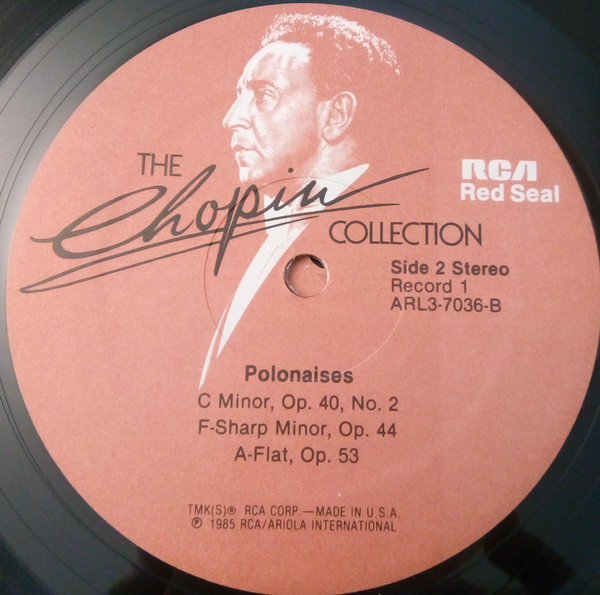 THE
Chopin
COLLECTION
RCA
Red Seal
Side 2 Stereo
Record 1
ARL3-7036-B
Polonaises
C Minor, Op. 40, No. 2
F-Sharp Minor, Op. 44
A-Flat, Op. 53
TMK(S)® RCA CORP.—MADE IN U.S.A.
℗ 1985 RCA/ARIOLA INTERNATIONAL